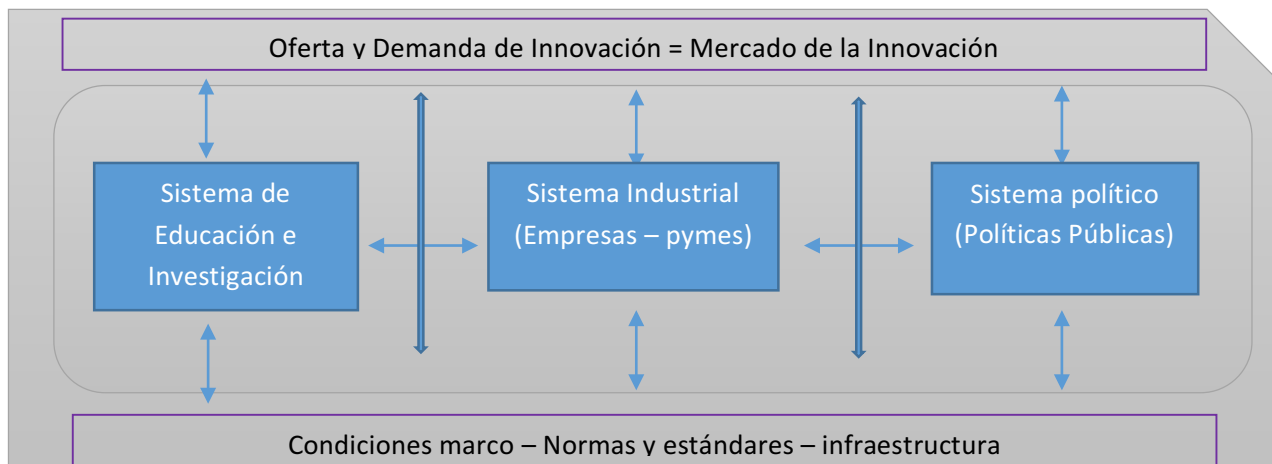 Oferta y Demanda de Innovación = Mercado de la Innovación
Sistema de
Educación e
Investigación
Sistema Industrial
(Empresas – pymes)
Sistema político
(Políticas Públicas)
Condiciones marco – Normas y estándares – infraestructura